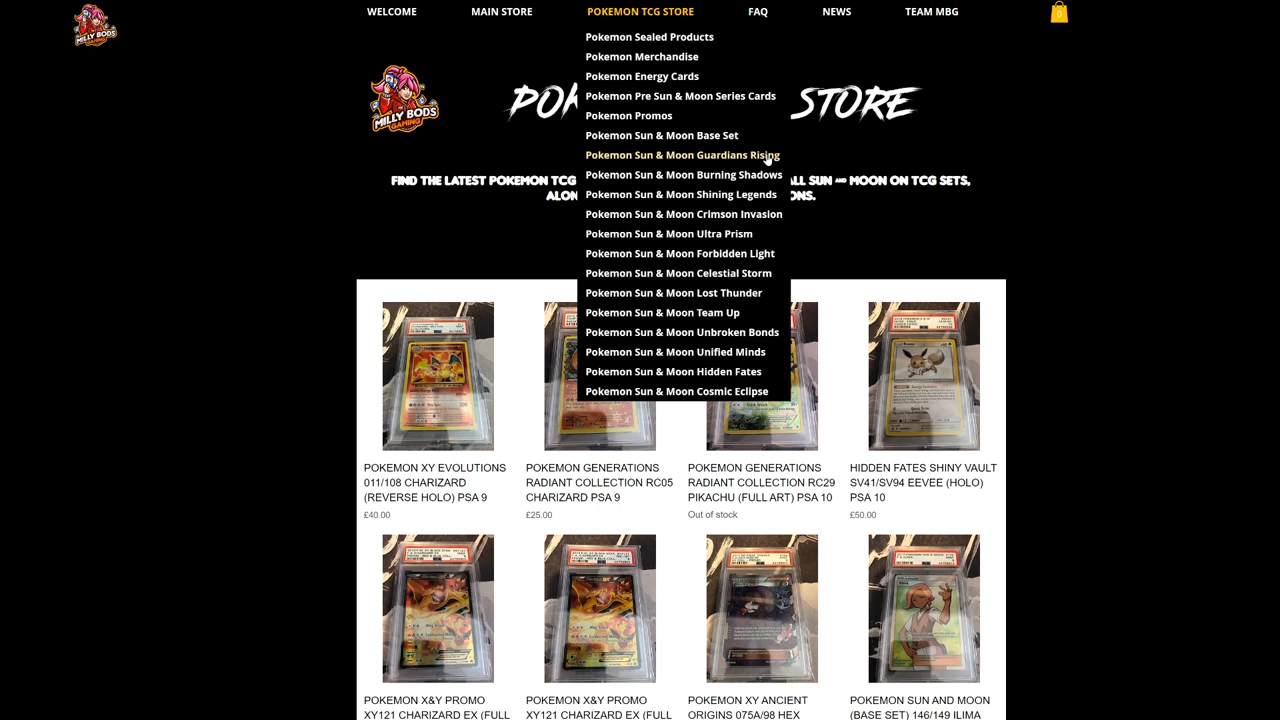 WELCOME
MAIN STORE
POKEMON TCG STORE
FAQ
NEWS
TEAM MBG
0
MILLY BODS
GAMING
Pokemon Sealed Products
Pokemon Merchandise
Pokemon Energy Cards
Pokemon Pre Sun & Moon Series Cards
Pokemon Promos
Pokemon Sun & Moon Base Set
Pokemon Sun & Moon Guardians Rising
Pokemon Sun & Moon Burning Shadows
Pokemon Sun & Moon Shining Legends
Pokemon Sun & Moon Crimson Invasion
Pokemon Sun & Moon Ultra Prism
Pokemon Sun & Moon Forbidden Light
Pokemon Sun & Moon Celestial Storm
Pokemon Sun & Moon Lost Thunder
Pokemon Sun & Moon Team Up
Pokemon Sun & Moon Unbroken Bonds
Pokemon Sun & Moon Unified Minds
Pokemon Sun & Moon Hidden Fates
Pokemon Sun & Moon Cosmic Eclipse
MILLY BODS
GAMING
POK STORE
FIND THE LATEST POKEMON TCG ALL SUN AND MOON ON TCG SETS,
ALON ONS.
POKEMON XY EVOLUTIONS
011/108 CHARIZARD
(REVERSE HOLO) PSA 9
£40.00
POKEMON GENERATIONS
RADIANT COLLECTION RC05
CHARIZARD PSA 9
£25.00
POKEMON GENERATIONS
RADIANT COLLECTION RC29
PIKACHU (FULL ART) PSA 10
Out of stock
HIDDEN FATES SHINY VAULT
SV41/SV94 EEVEE (HOLO)
PSA 10
£50.00
POKEMON X&Y PROMO
XY121 CHARIZARD EX (FULL
POKEMON X&Y PROMO
XY121 CHARIZARD EX (FULL
POKEMON XY ANCIENT
ORIGINS 075A/98 HEX
POKEMON SUN AND MOON
(BASE SET) 146/149 ILIMA